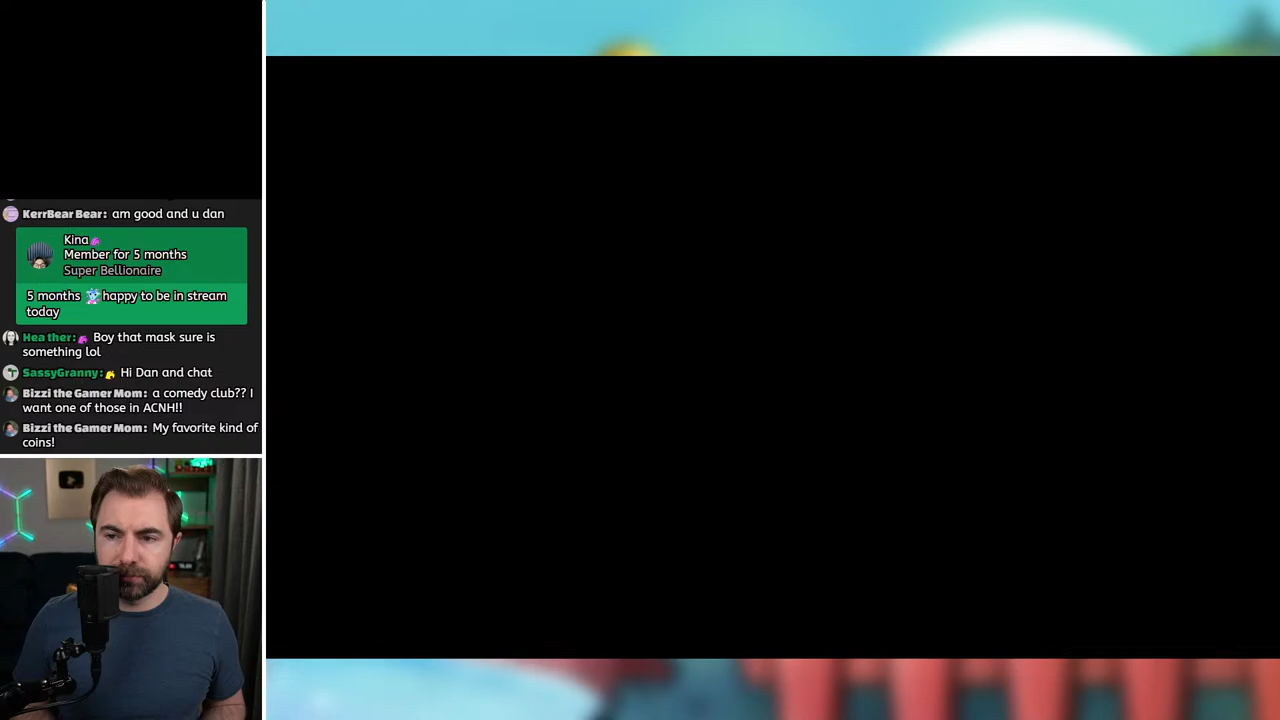 KerrBear Bear: am good and u dan
Kina
Member for 5 months
Super Bellionaire
5 months happy to be in stream
today
Hea ther: Boy that mask sure is
something lol
SassyGranny: Hi Dan and chat
Bizzi the Gamer Mom: a comedy club?? I
want one of those in ACNH!!
Bizzi the Gamer Mom: My favorite kind of
coins!